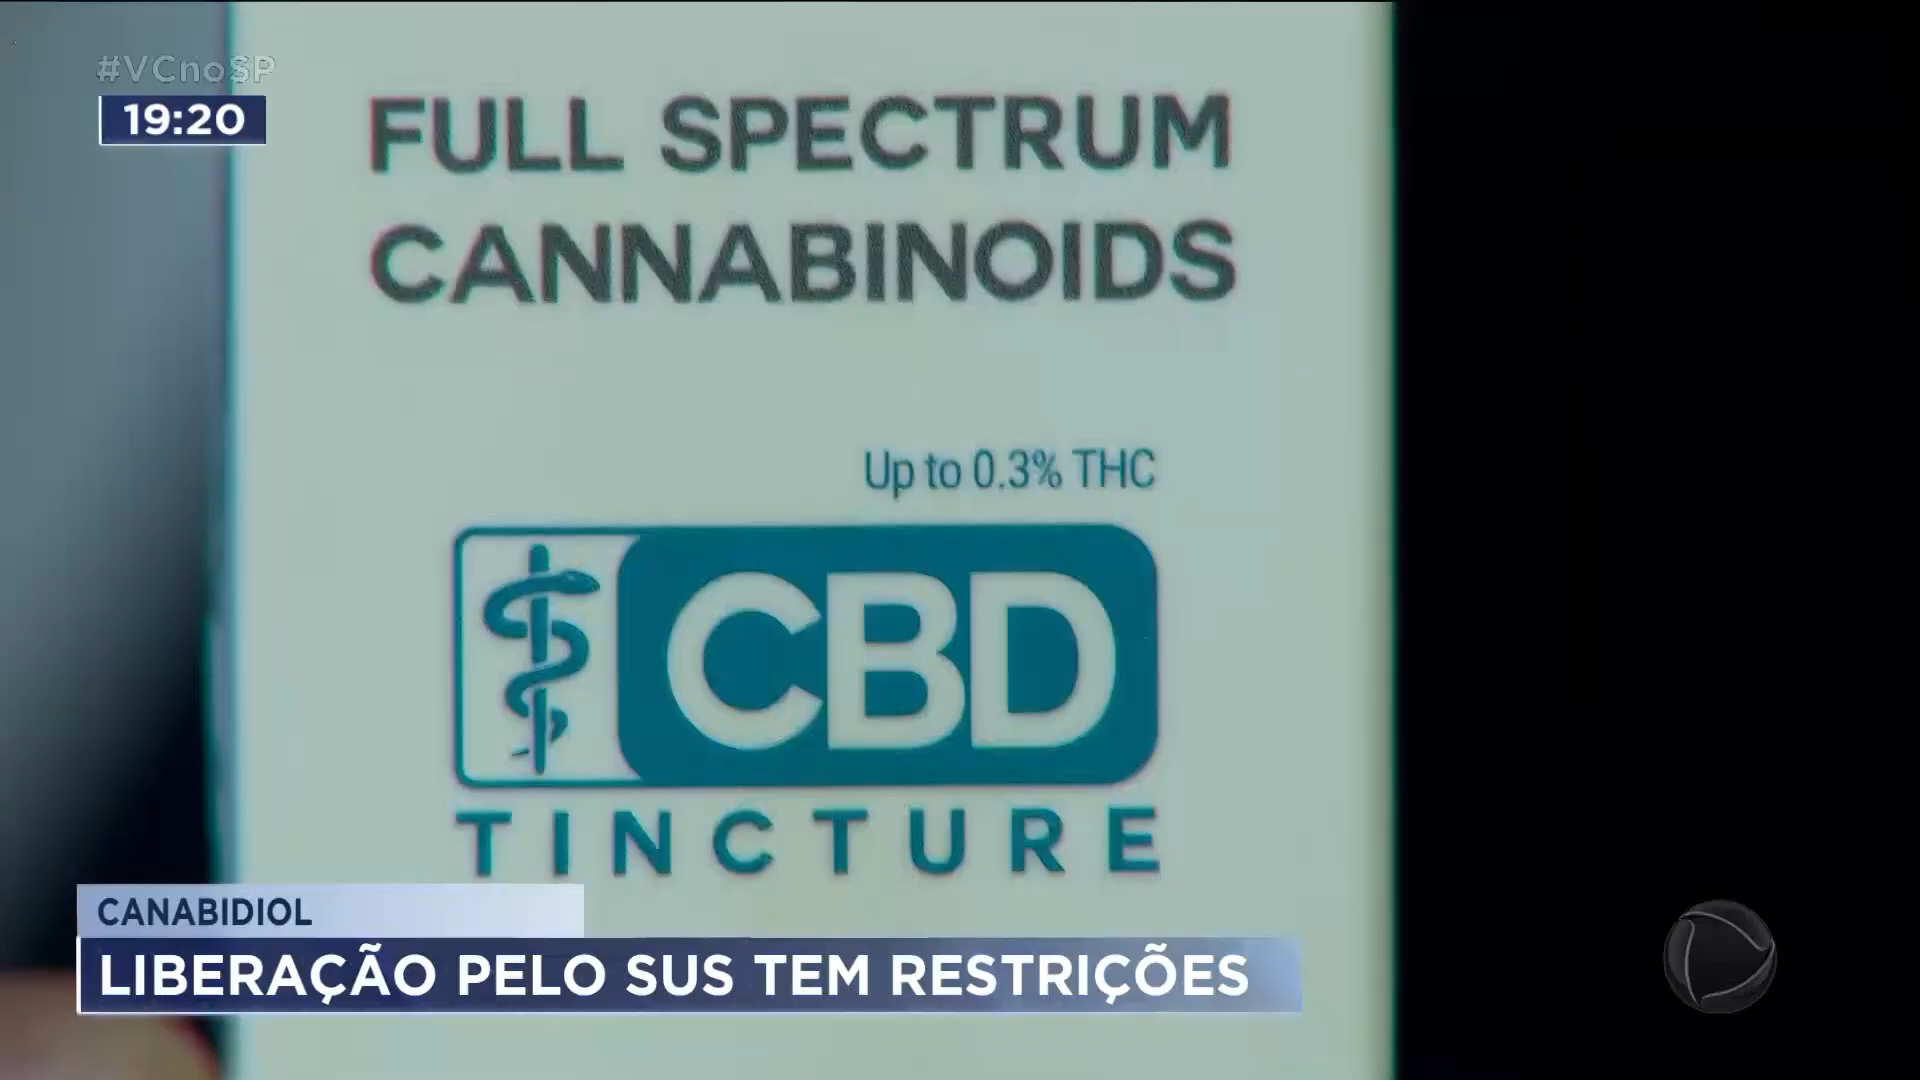 #VCnoSP
19:20
FULL SPECTRUM
CANNABINOIDS
Up to 0.3% THC
CBD
TINCTURE
CANABIDIOL
LIBERAÇÃO PELO SUS TEM RESTRIÇÕES